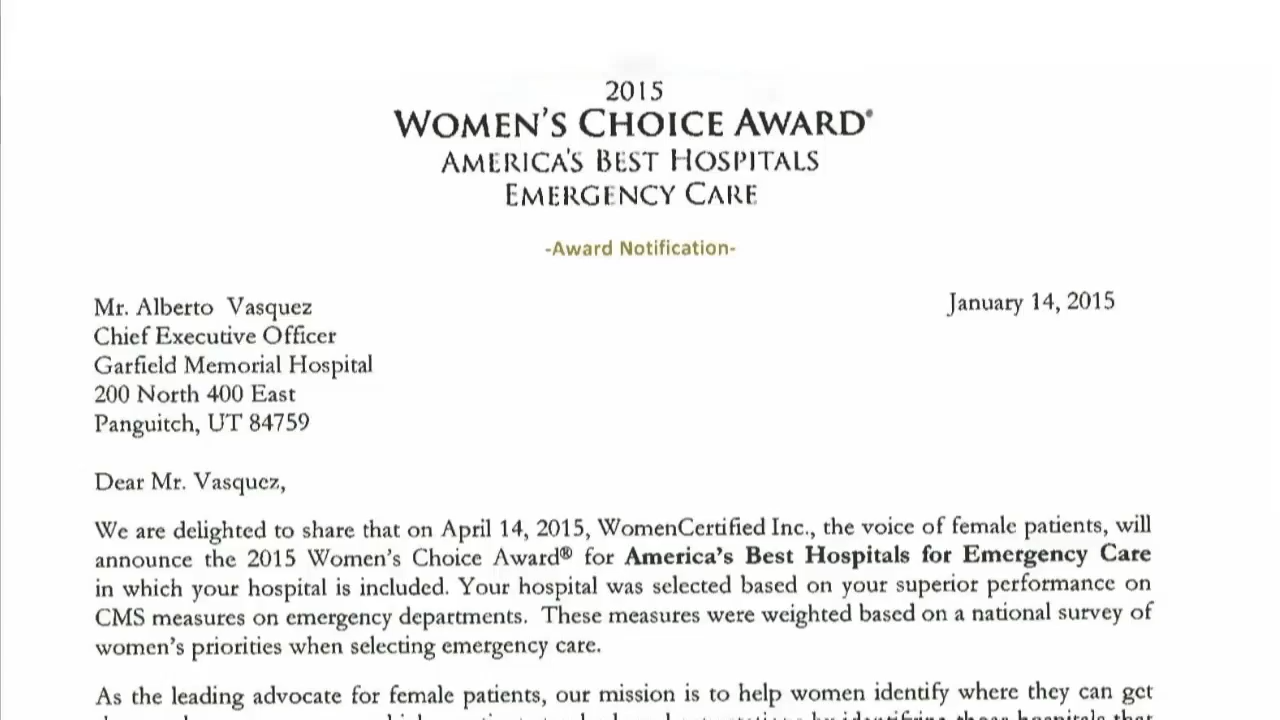 2015
WOMEN'S CHOICE AWARD®
AMERICA'S BEST HOSPITALS
EMERGENCY CARE
-Award Notification-
Mr. Alberto Vasquez
January 14, 2015
Chief Executive Officer
Garfield Memorial Hospital
200 North 400 East
Panguitch, UT 84759
Dear Mr. Vasquez,
We are delighted to share that on April 14, 2015, WomenCertified Inc., the voice of female patients, will
announce the 2015 Women's Choice Award® for America's Best Hospitals for Emergency Care
in which your hospital is included. Your hospital was selected based on your superior performance on
CMS measures on emergency departments. These measures were weighted based on a national survey of
women's priorities when selecting emergency care.
As the leading advocate for female patients, our mission is to help women identify where they can get
by identifying those hospitals that